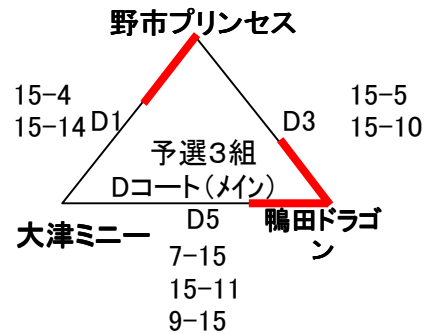 野市プリンセス
15-4
15-14
D1
D3
15-5
15-10
予選３組
Dコート（メイン）
大津ミニー
D5
鴨田ドラゴ
ン
7-15
15-11
9-15